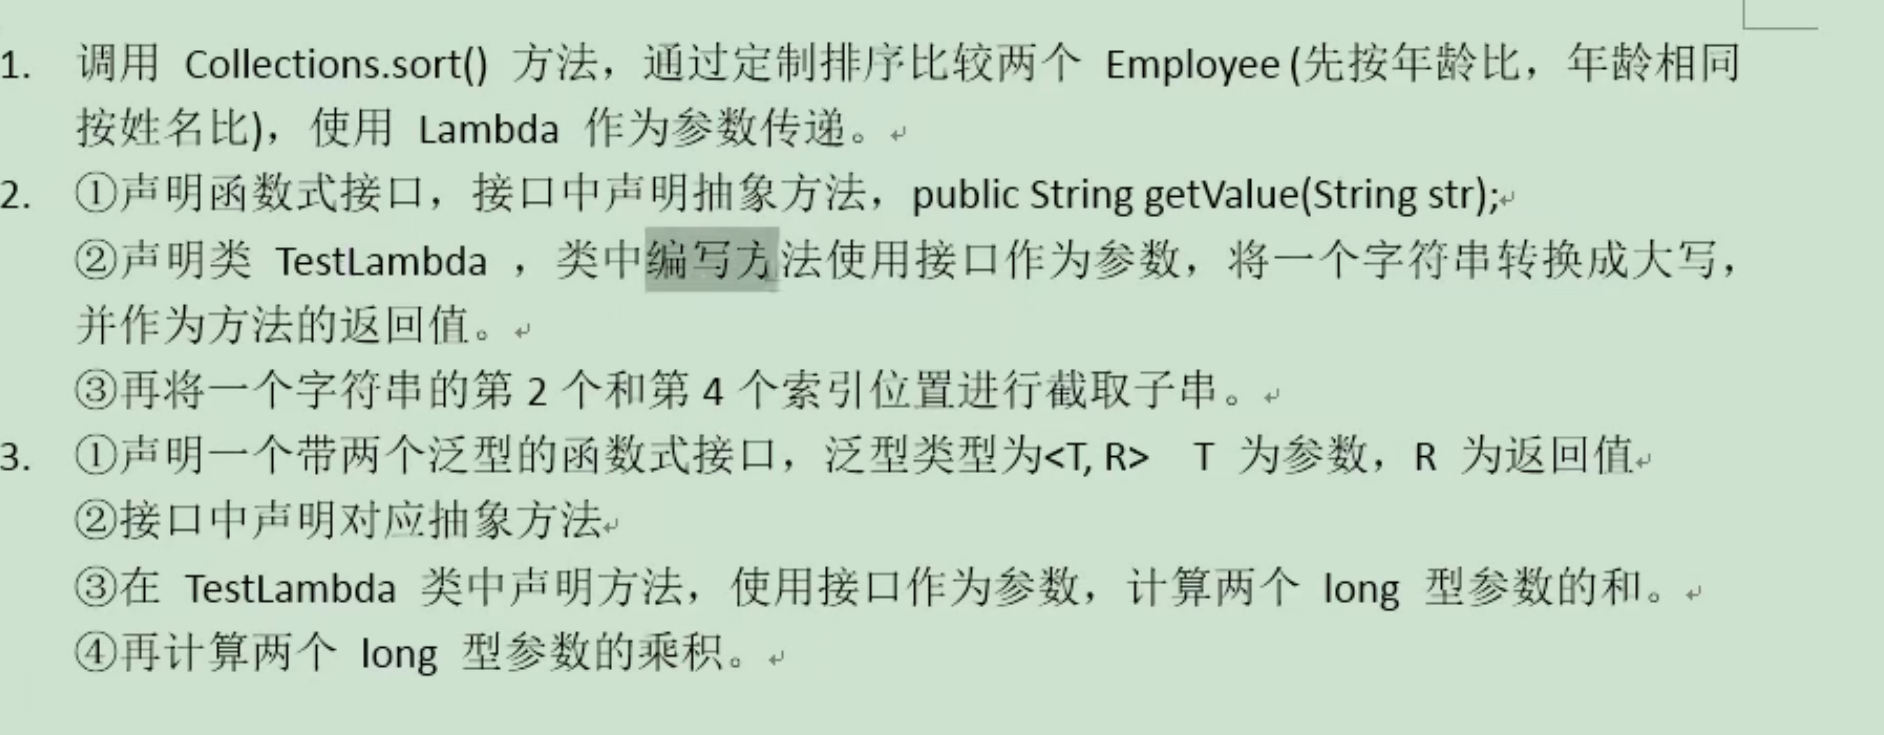 1. 调用 Collections.sort() 方法，通过定制排序比较两个 Employee (先按年龄比，年龄相同
按姓名比)，使用 Lambda 作为参数传递。
2. ①声明函数式接口，接口中声明抽象方法，public String getValue(String str);
②声明类 TestLambda ，类中编写方法使用接口作为参数，将一个字符串转换成大写，
并作为方法的返回值。
③再将一个字符串的第 2 个和第 4 个索引位置进行截取子串。
3. ①声明一个带两个泛型的函数式接口，泛型类型为<T, R> T 为参数，R 为返回值
②接口中声明对应抽象方法
③在 TestLambda 类中声明方法，使用接口作为参数，计算两个 long 型参数的和。
④再计算两个 long 型参数的乘积。